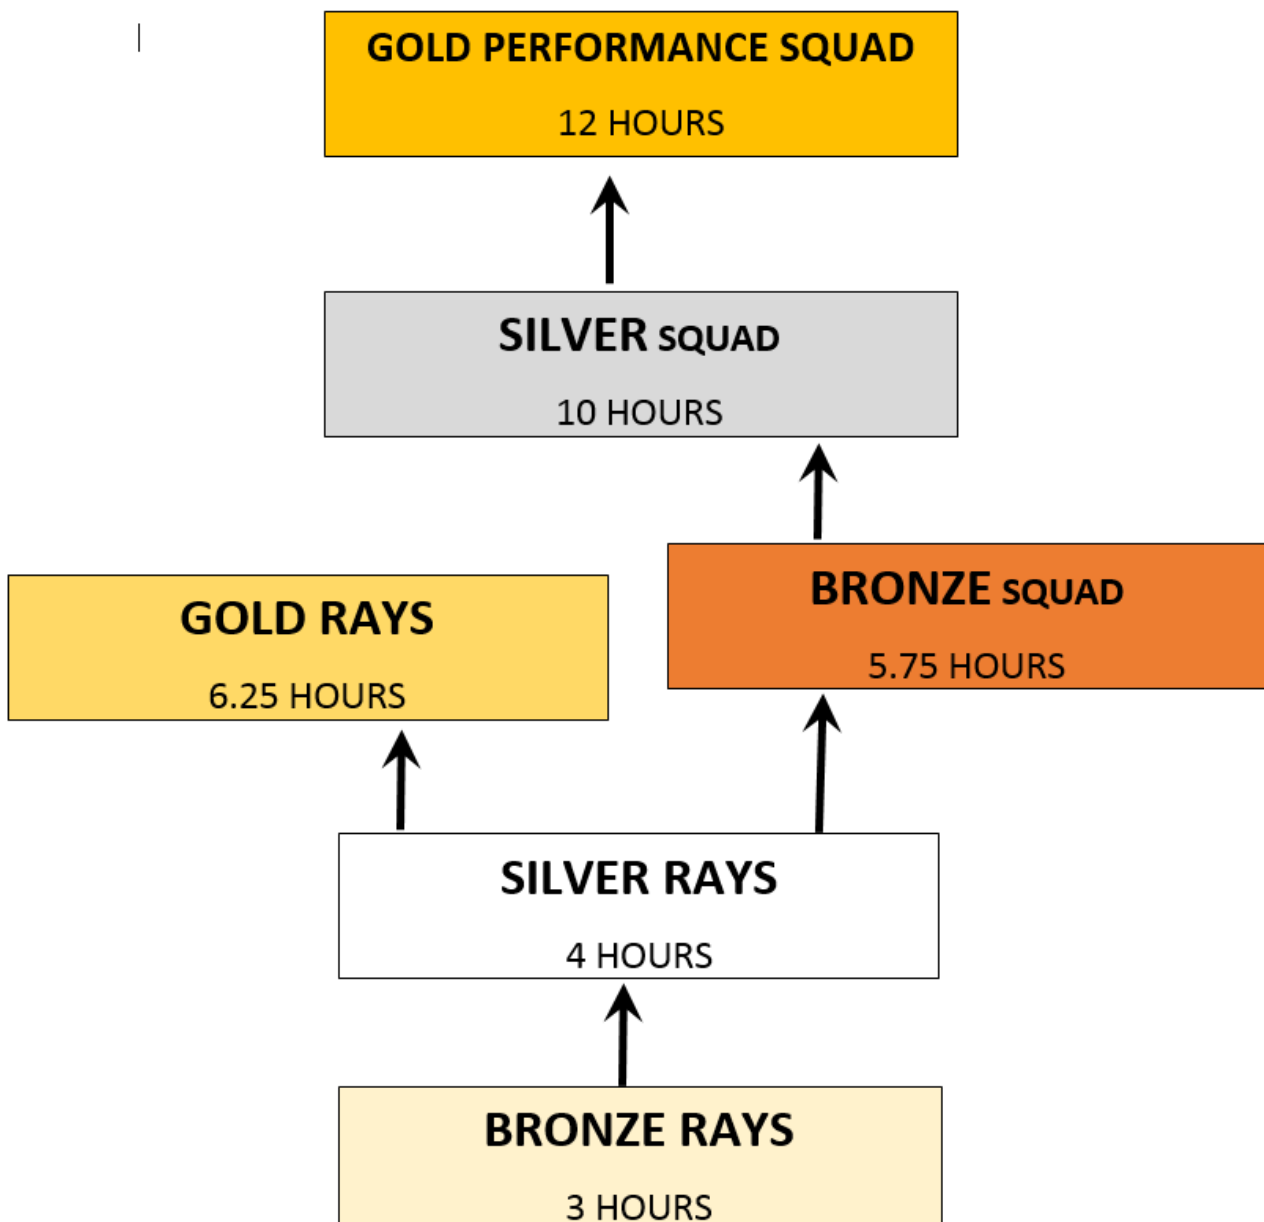 GOLD PERFORMANCE SQUAD
12 HOURS
SILVER SQUAD
10 HOURS
GOLD RAYS
6.25 HOURS
BRONZE SQUAD
5.75 HOURS
SILVER RAYS
4 HOURS
BRONZE RAYS
3 HOURS